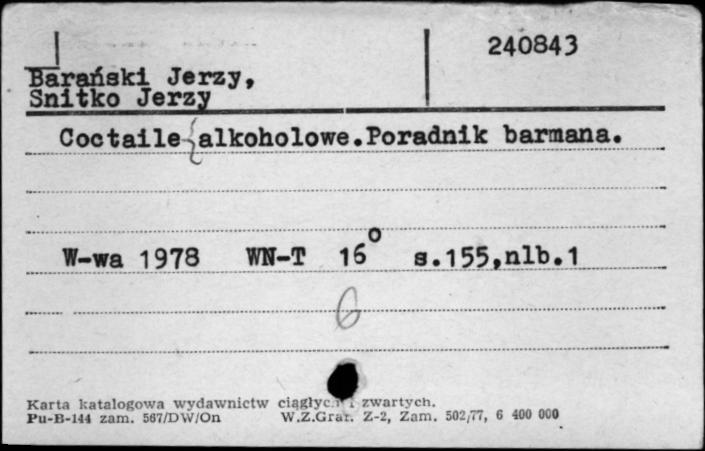 240843
Barański Jerzy,
Snitko Jerzy
Coctaile alkoholowe.Poradnik barmana.
W-wa 1978 WN-T 16° s.155,nlb.1
6
Karta katalogowa wydawnictw ciągłych i zwartych.
Pu-B-144 zam. 567/DW/On W.Z.Graf. Z-2, Zam. 502/77, 6 400 000